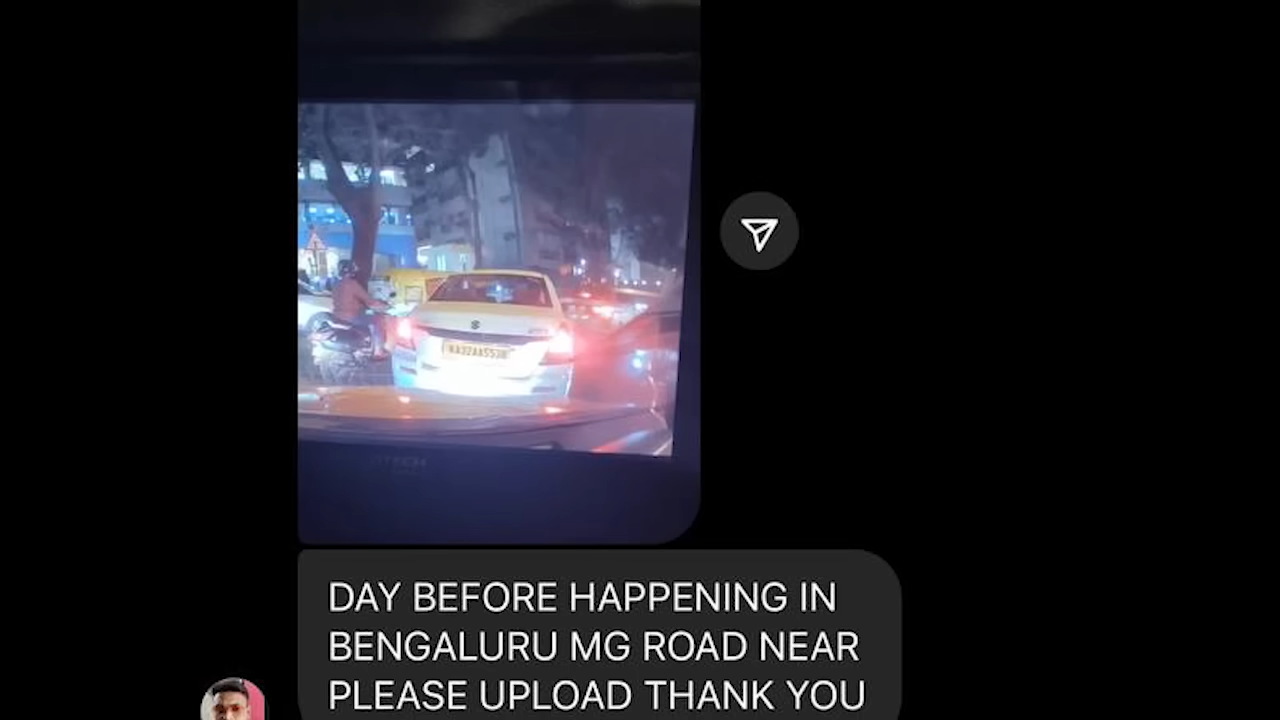 DAY BEFORE HAPPENING IN
BENGALURU MG ROAD NEAR
PLEASE UPLOAD THANK YOU